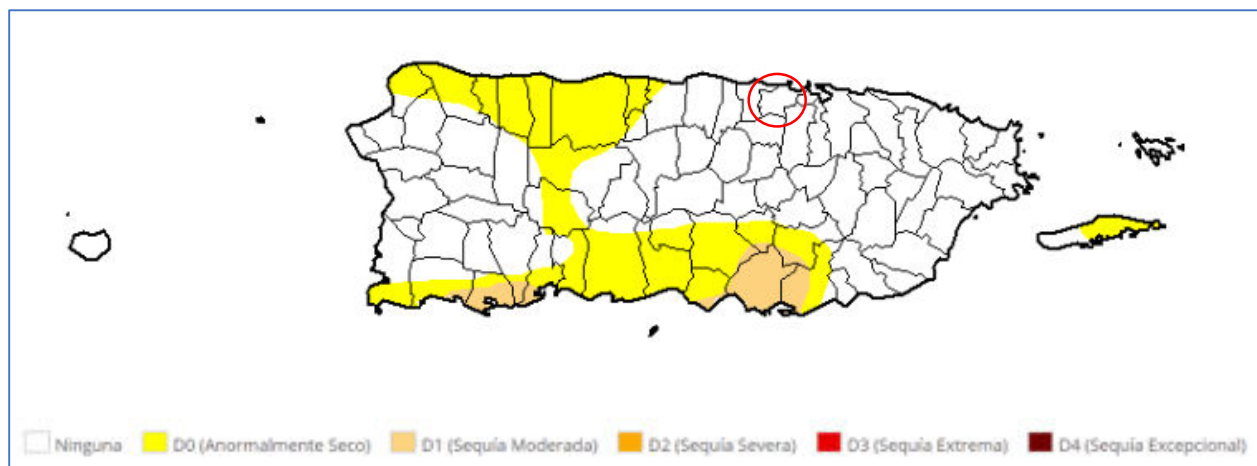 Ninguna D0 (Anormalmente Seco) D1 (Sequía Moderada) D2 (Sequía Severa) D3 (Sequía Extrema) D4 (Sequía Excepcional)